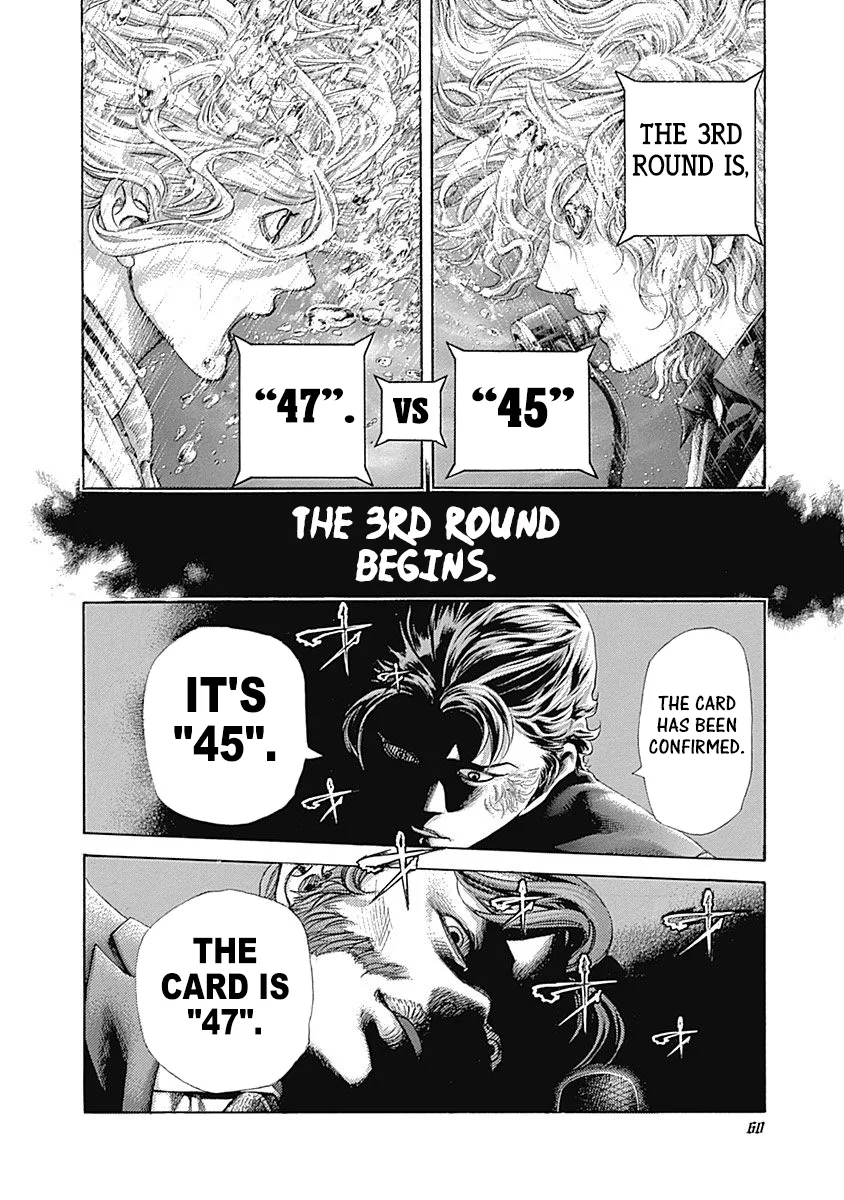 THE 3RD
ROUND IS,
“45”
VS
“47”.
THE 3RD ROUND
BEGINS.
THE CARD
HAS BEEN
CONFIRMED.
IT'S
"45".
THE
CARD IS
"47".
60